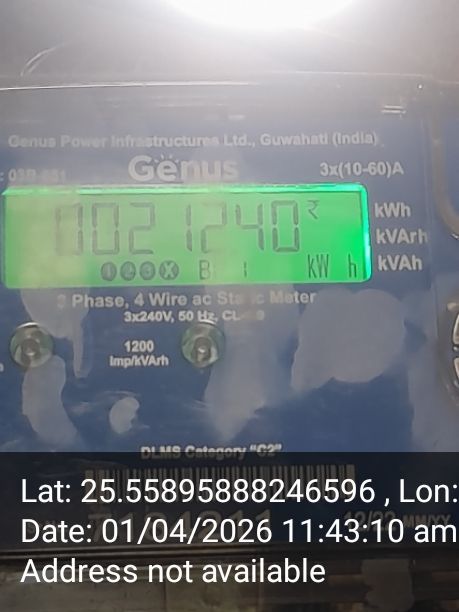 Genus Power Infrastructures Ltd., Guwahati (India)
Genus
3x(10-60)A
0021240
kWh
kVArh
kVAh
B
kW h
3 Phase, 4 Wire ac Static Meter
3x240V, 50 Hz,
1200
Imp/kVArh
DLMS Category "C2"
Lat: 25.55895888246596 , Lon:
Date: 01/04/2026 11:43:10 am
Address not available